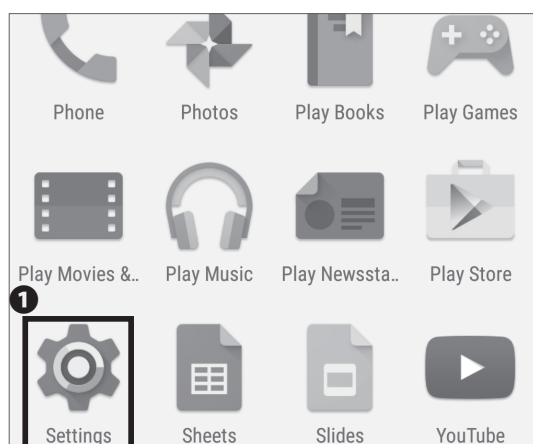 Phone Photos Play Books Play Games
Play Movies &.. Play Music Play Newssta.. Play Store
1
Settings Sheets Slides YouTube